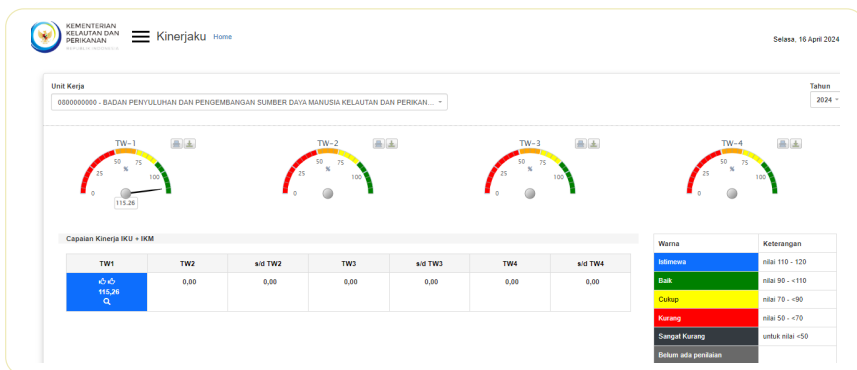 KEMENTERIAN
KELAUTAN DAN
PERIKANAN
REPUBLIK INDONESIA
Kinerjaku Home
Selasa, 16 April 2024
Unit Kerja
Tahun
0800000000 - BADAN PENYULUHAN DAN PENGEMBANGAN SUMBER DAYA MANUSIA KELAUTAN DAN PERIKAN...
2024
TW-1
0 25 50 75 100
%
115.26
TW-2
0 25 50 75 100
%
TW-3
0 25 50 75 100
%
TW-4
0 25 50 75 100
%
Capaian Kinerja IKU + IKM
TW1 TW2 s/d TW2 TW3 s/d TW3 TW4 s/d TW4
115,26 0,00 0,00 0,00 0,00 0,00 0,00
Warna Keterangan
Istimewa nilai 110 - 120
Baik nilai 90 - <110
Cukup nilai 70 - <90
Kurang nilai 50 - <70
Sangat Kurang untuk nilai <50
Belum ada penilaian